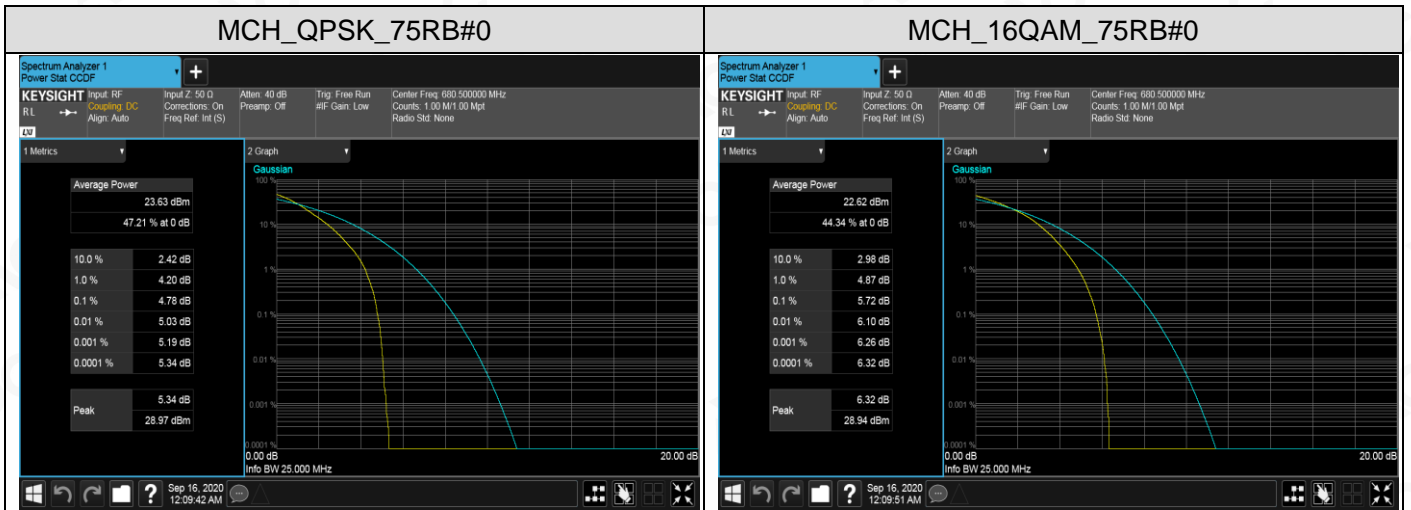 MCH_QPSK_75RB#0
Spectrum Analyzer 1
Power Stat CCDF
+
KEYSIGHT
RL
LXI
Input: RF
Coupling: DC
Align: Auto
Input Z: 50 Ω
Corrections: On
Freq Ref: Int (S)
Atten: 40 dB
Preamp: Off
Trig: Free Run
#IF Gain: Low
Center Freq: 680.500000 MHz
Counts: 1.00 M/1.00 Mpt
Radio Std: None
1 Metrics
Average Power
23.63 dBm
47.21 % at 0 dB
10.0 % 2.42 dB
1.0 % 4.20 dB
0.1 % 4.78 dB
0.01 % 5.03 dB
0.001 % 5.19 dB
0.0001 % 5.34 dB
Peak
5.34 dB
28.97 dBm
2 Graph
Gaussian
100 %
10 %
1 %
0.1 %
0.01 %
0.001 %
0.0001 %
0.00 dB 20.00 dB
Info BW 25.000 MHz
?
Sep 16, 2020
12:09:42 AM
MCH_16QAM_75RB#0
Spectrum Analyzer 1
Power Stat CCDF
+
KEYSIGHT
RL
LXI
Input: RF
Coupling: DC
Align: Auto
Input Z: 50 Ω
Corrections: On
Freq Ref: Int (S)
Atten: 40 dB
Preamp: Off
Trig: Free Run
#IF Gain: Low
Center Freq: 680.500000 MHz
Counts: 1.00 M/1.00 Mpt
Radio Std: None
1 Metrics
Average Power
22.62 dBm
44.34 % at 0 dB
10.0 % 2.98 dB
1.0 % 4.87 dB
0.1 % 5.72 dB
0.01 % 6.10 dB
0.001 % 6.26 dB
0.0001 % 6.32 dB
Peak
6.32 dB
28.94 dBm
2 Graph
Gaussian
100 %
10 %
1 %
0.1 %
0.01 %
0.001 %
0.0001 %
0.00 dB 20.00 dB
Info BW 25.000 MHz
?
Sep 16, 2020
12:09:51 AM